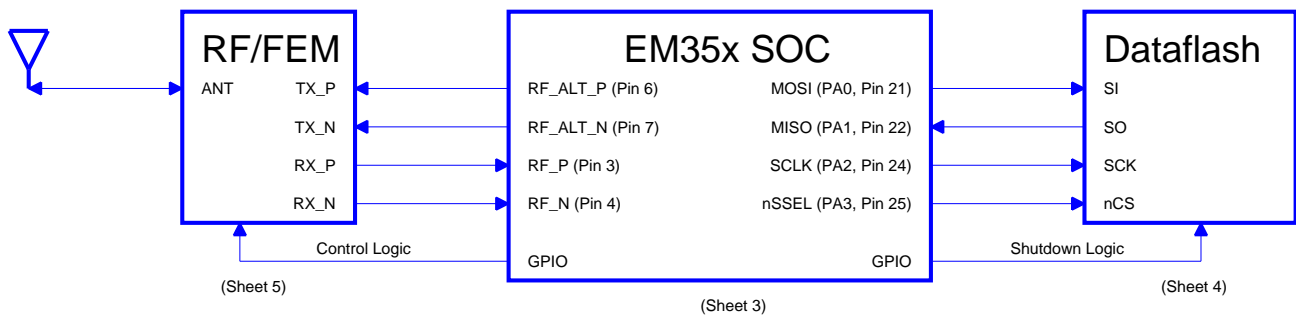 RF/FEM
ANT
TX_P
TX_N
RX_P
RX_N
Control Logic
(Sheet 5)
EM35x SOC
RF_ALT_P (Pin 6)
RF_ALT_N (Pin 7)
RF_P (Pin 3)
RF_N (Pin 4)
GPIO
MOSI (PA0, Pin 21)
MISO (PA1, Pin 22)
SCLK (PA2, Pin 24)
nSSEL (PA3, Pin 25)
GPIO
(Sheet 3)
Shutdown Logic
Dataflash
SI
SO
SCK
nCS
(Sheet 4)